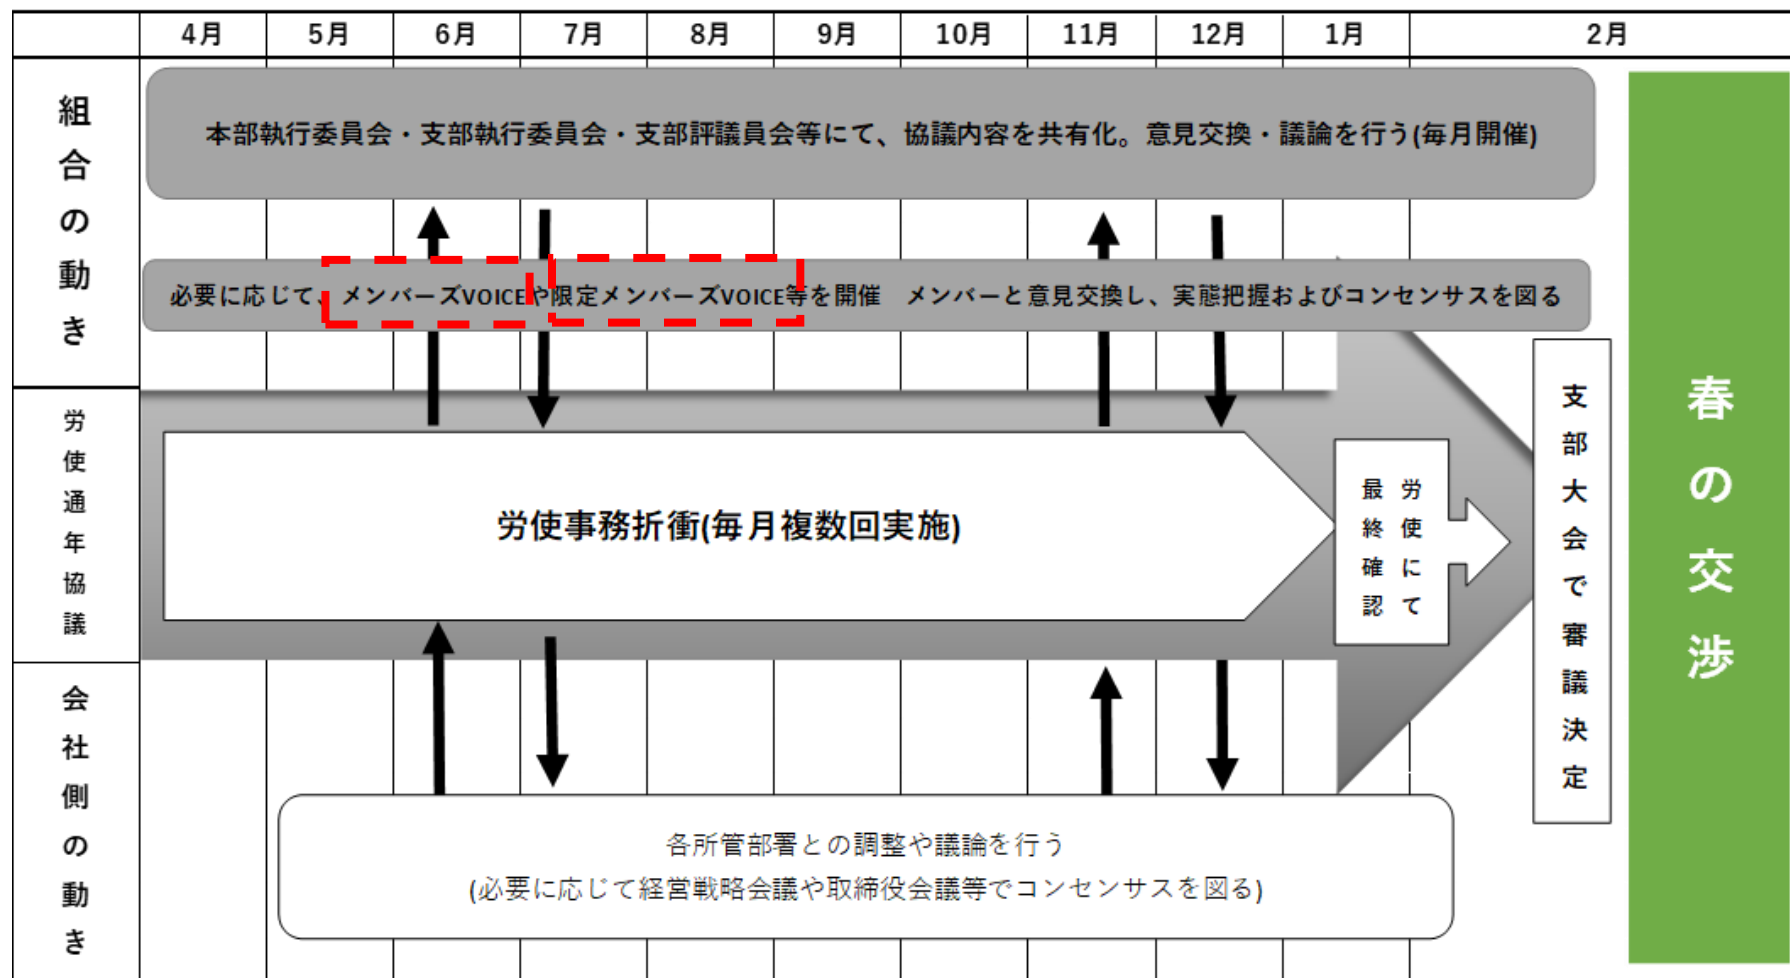 4月 5月 6月 7月 8月 9月 10月 11月 12月 1月 2月
組合の動き
本部執行委員会・支部執行委員会・支部評議員会等にて、協議内容を共有化。意見交換・議論を行う(毎月開催)
必要に応じて、メンバーズVOICEや限定メンバーズVOICE等を開催　メンバーと意見交換し、実態把握およびコンセンサスを図る
労使通年協議
労使事務折衝(毎月複数回実施)
労使にて
最終確認
支部大会で審議決定
春の交渉
会社側の動き
各所管部署との調整や議論を行う
(必要に応じて経営戦略会議や取締役会議等でコンセンサスを図る)